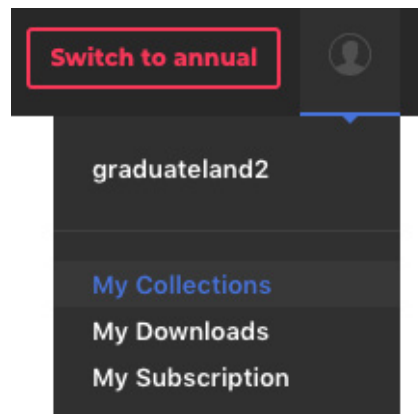 Switch to annual
graduateland2
My Collections
My Downloads
My Subscription